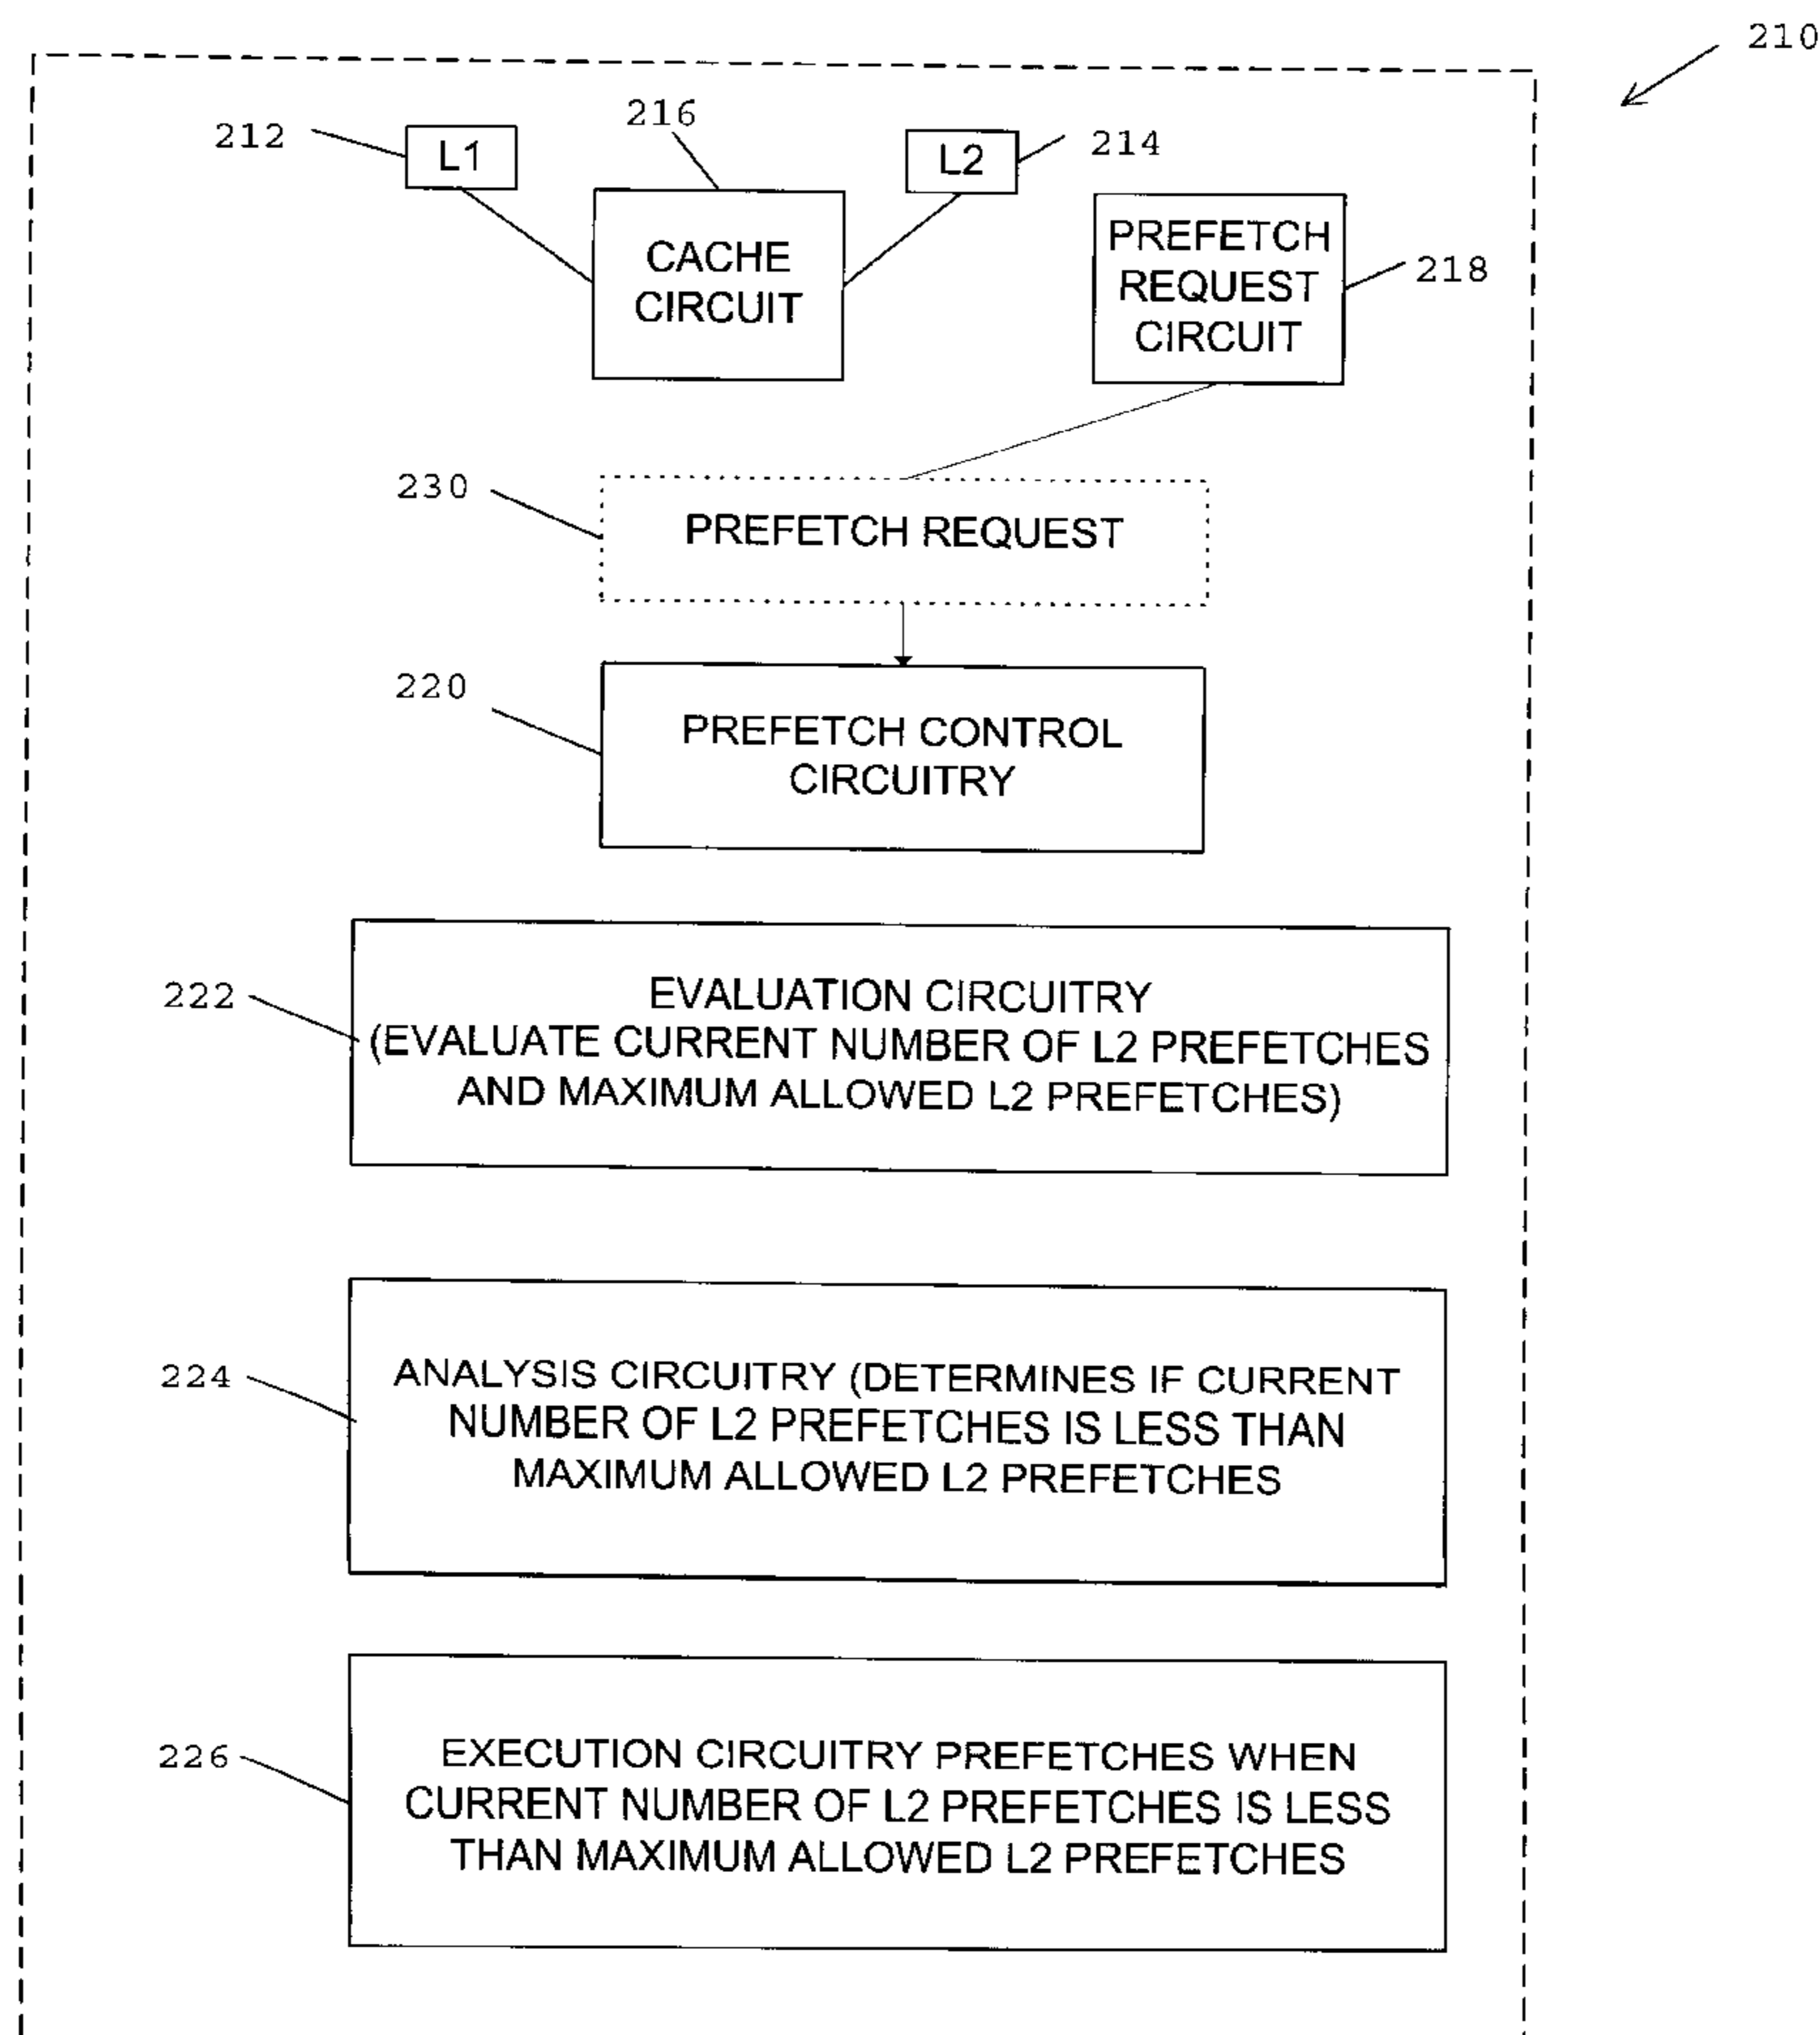 210
212
L1
216
L2
214
CACHE
CIRCUIT
PREFETCH
REQUEST
CIRCUIT
218
230
PREFETCH REQUEST
220
PREFETCH CONTROL
CIRCUITRY
222
EVALUATION CIRCUITRY
(EVALUATE CURRENT NUMBER OF L2 PREFETCHES
AND MAXIMUM ALLOWED L2 PREFETCHES)
224
ANALYSIS CIRCUITRY (DETERMINES IF CURRENT
NUMBER OF L2 PREFETCHES IS LESS THAN
MAXIMUM ALLOWED L2 PREFETCHES
226
EXECUTION CIRCUITRY PREFETCHES WHEN
CURRENT NUMBER OF L2 PREFETCHES IS LESS
THAN MAXIMUM ALLOWED L2 PREFETCHES